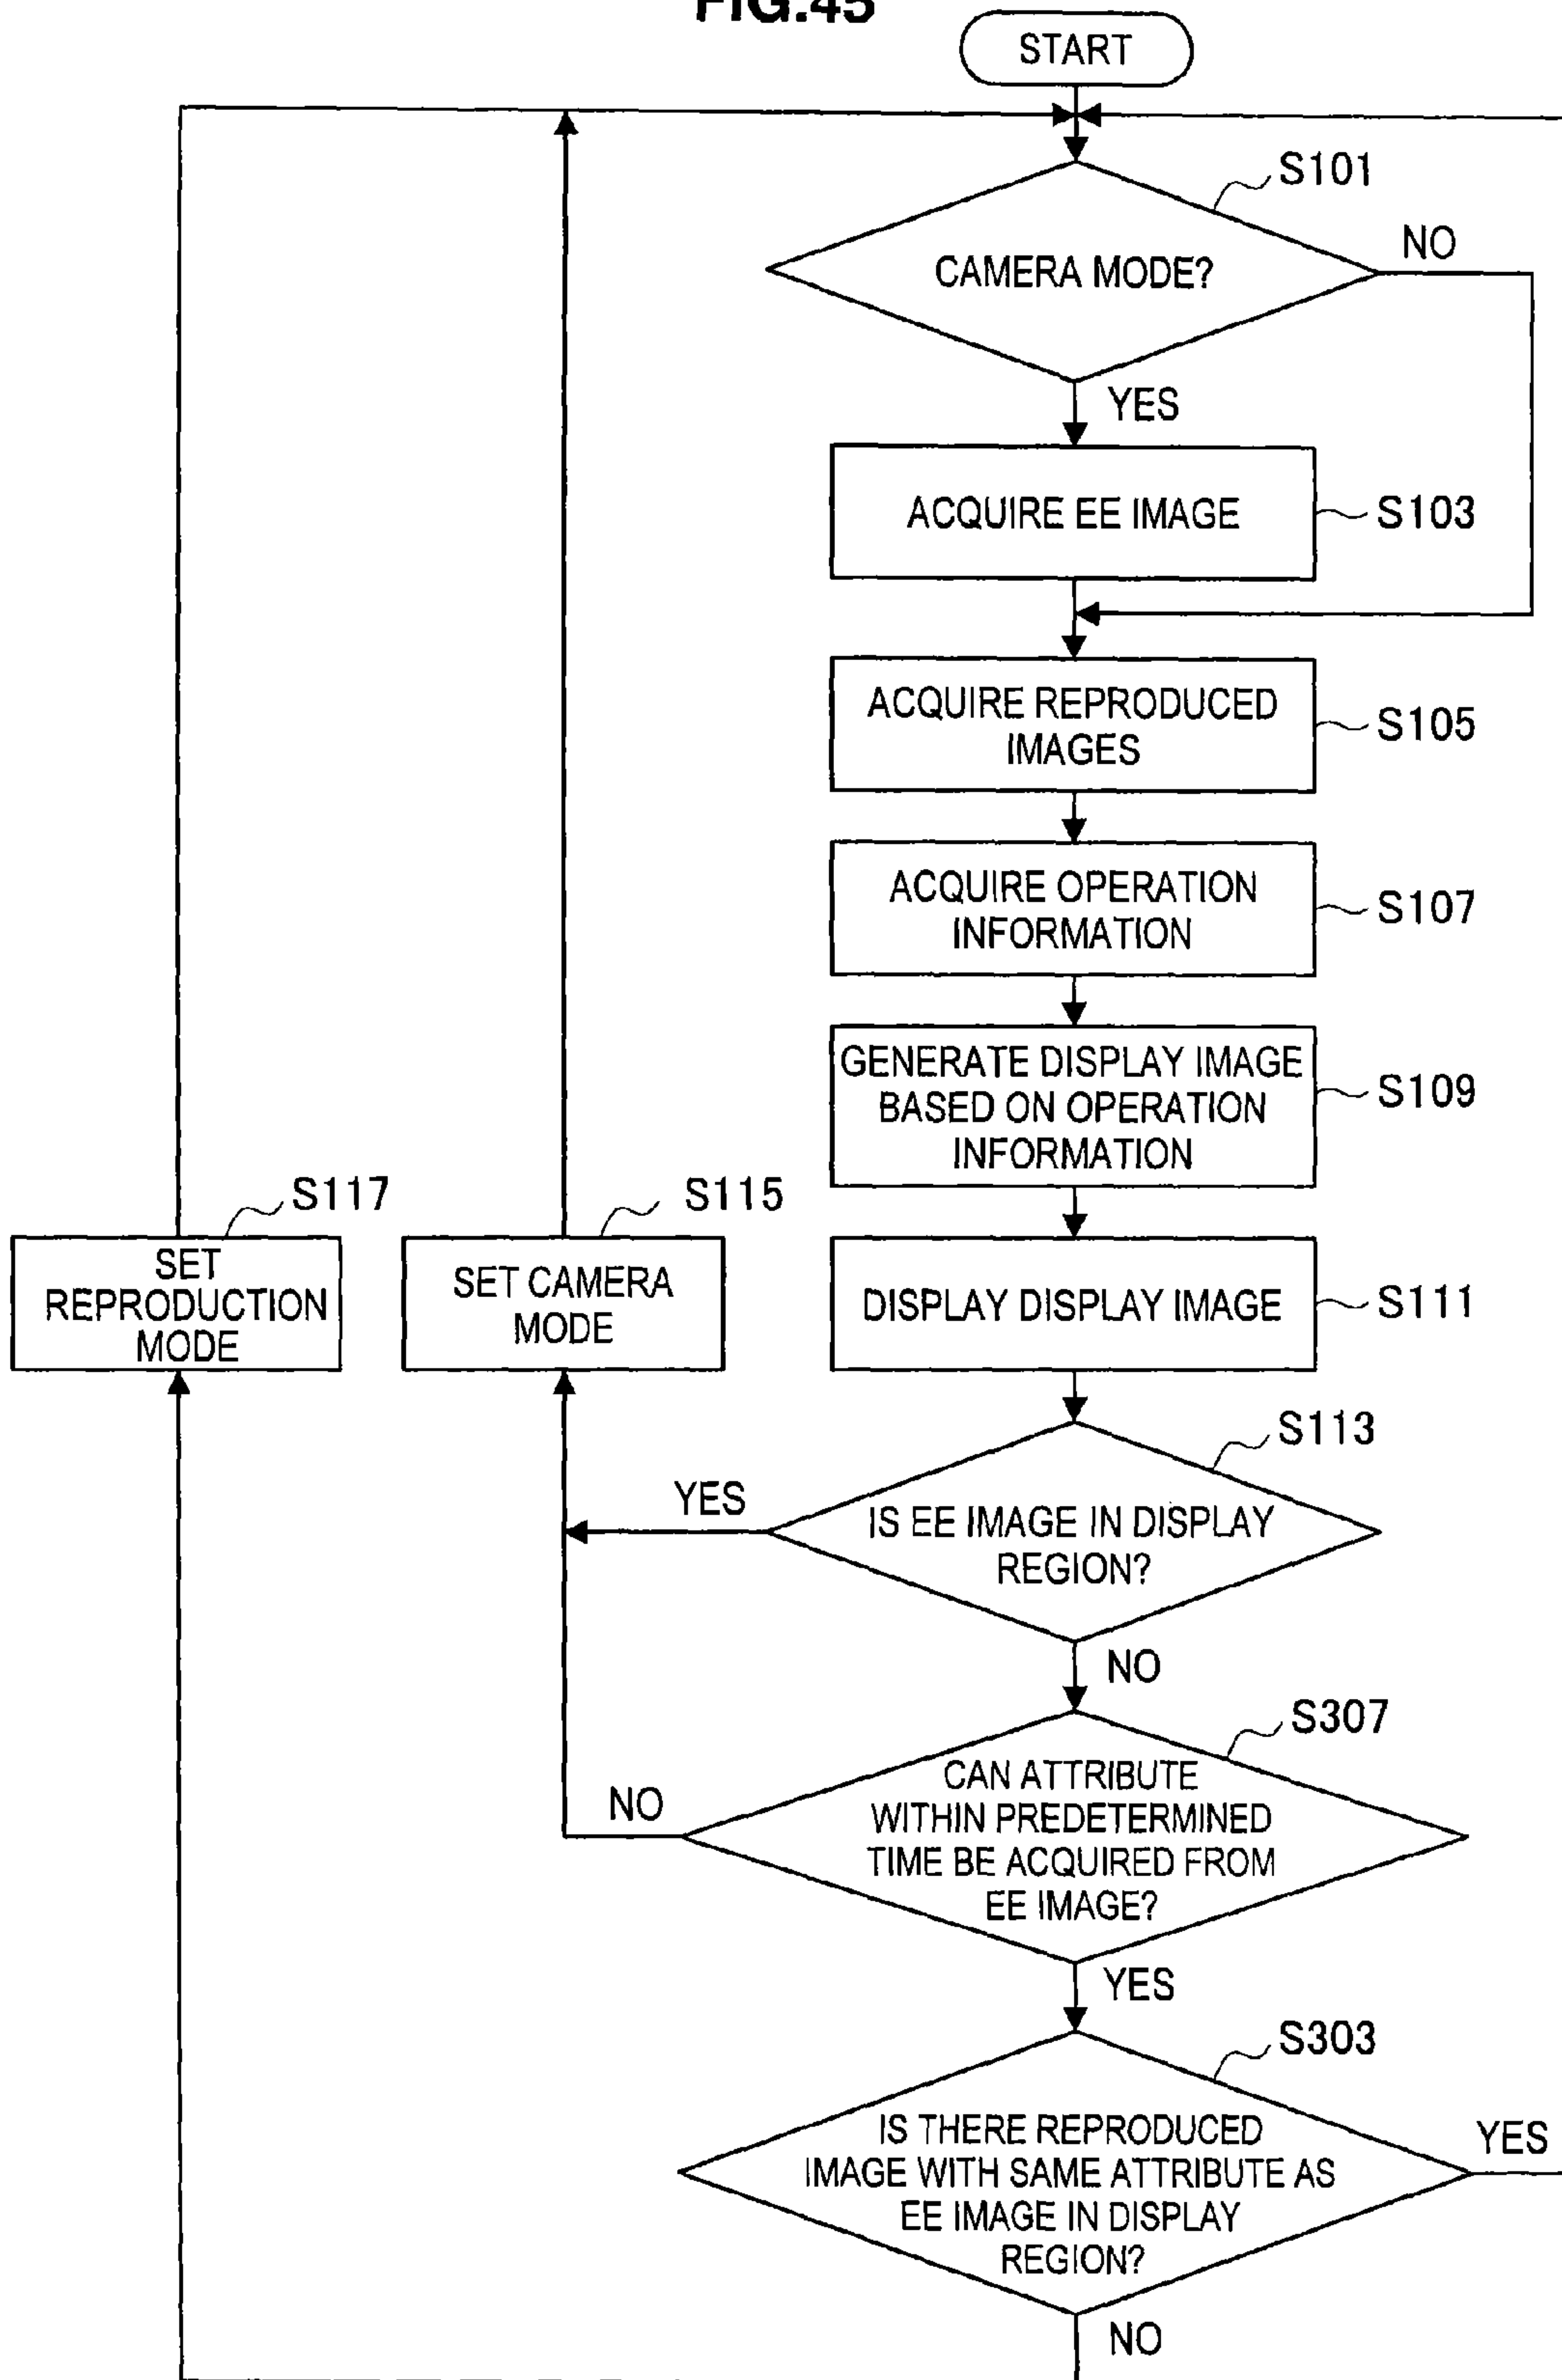 FIG.45
START
S101
CAMERA MODE?
NO
YES
ACQUIRE EE IMAGE
S103
ACQUIRE REPRODUCED
IMAGES
S105
ACQUIRE OPERATION
INFORMATION
S107
GENERATE DISPLAY IMAGE
BASED ON OPERATION
INFORMATION
S109
S117
SET
REPRODUCTION
MODE
S115
SET CAMERA
MODE
DISPLAY DISPLAY IMAGE
S111
S113
YES
IS EE IMAGE IN DISPLAY
REGION?
NO
S307
CAN ATTRIBUTE
WITHIN PREDETERMINED
TIME BE ACQUIRED FROM
EE IMAGE?
NO
YES
S303
IS THERE REPRODUCED
IMAGE WITH SAME ATTRIBUTE AS
EE IMAGE IN DISPLAY
REGION?
YES
NO